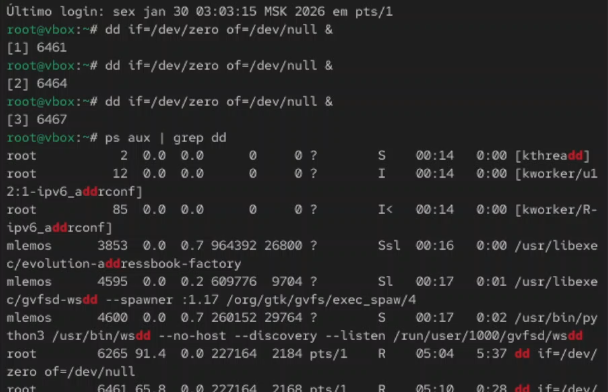 Último login: sex jan 30 03:03:15 MSK 2026 em pts/1
root@vbox:~# dd if=/dev/zero of=/dev/null &
[1] 6461
root@vbox:~# dd if=/dev/zero of=/dev/null &
[2] 6464
root@vbox:~# dd if=/dev/zero of=/dev/null &
[3] 6467
root@vbox:~# ps aux | grep dd
root           2  0.0  0.0      0     0 ?        S    00:14   0:00 [kthreadd]
root          12  0.0  0.0      0     0 ?        I    00:14   0:00 [kworker/u1
2:1-ipv6_addrconf]
root          85  0.0  0.0      0     0 ?        I<   00:14   0:00 [kworker/R-
ipv6_addrconf]
mlemos      3853  0.0  0.7 964392 26800 ?        Ssl  00:16   0:00 /usr/libexe
c/evolution-addressbook-factory
mlemos      4595  0.0  0.2 609776  9704 ?        Sl   00:17   0:01 /usr/libexe
c/gvfsd-wsdd --spawner :1.17 /org/gtk/gvfs/exec_spaw/4
mlemos      4600  0.0  0.7 260152 29764 ?        S    00:17   0:02 /usr/bin/py
thon3 /usr/bin/wsdd --no-host --discovery --listen /run/user/1000/gvfsd/wsdd
root        6265 91.4  0.0 227164  2184 pts/1    R    05:04   5:37 dd if=/dev/
zero of=/dev/null
root        6461 65.8  0.0 227164  2168 pts/1    R    05:10   0:28 dd if=/dev/